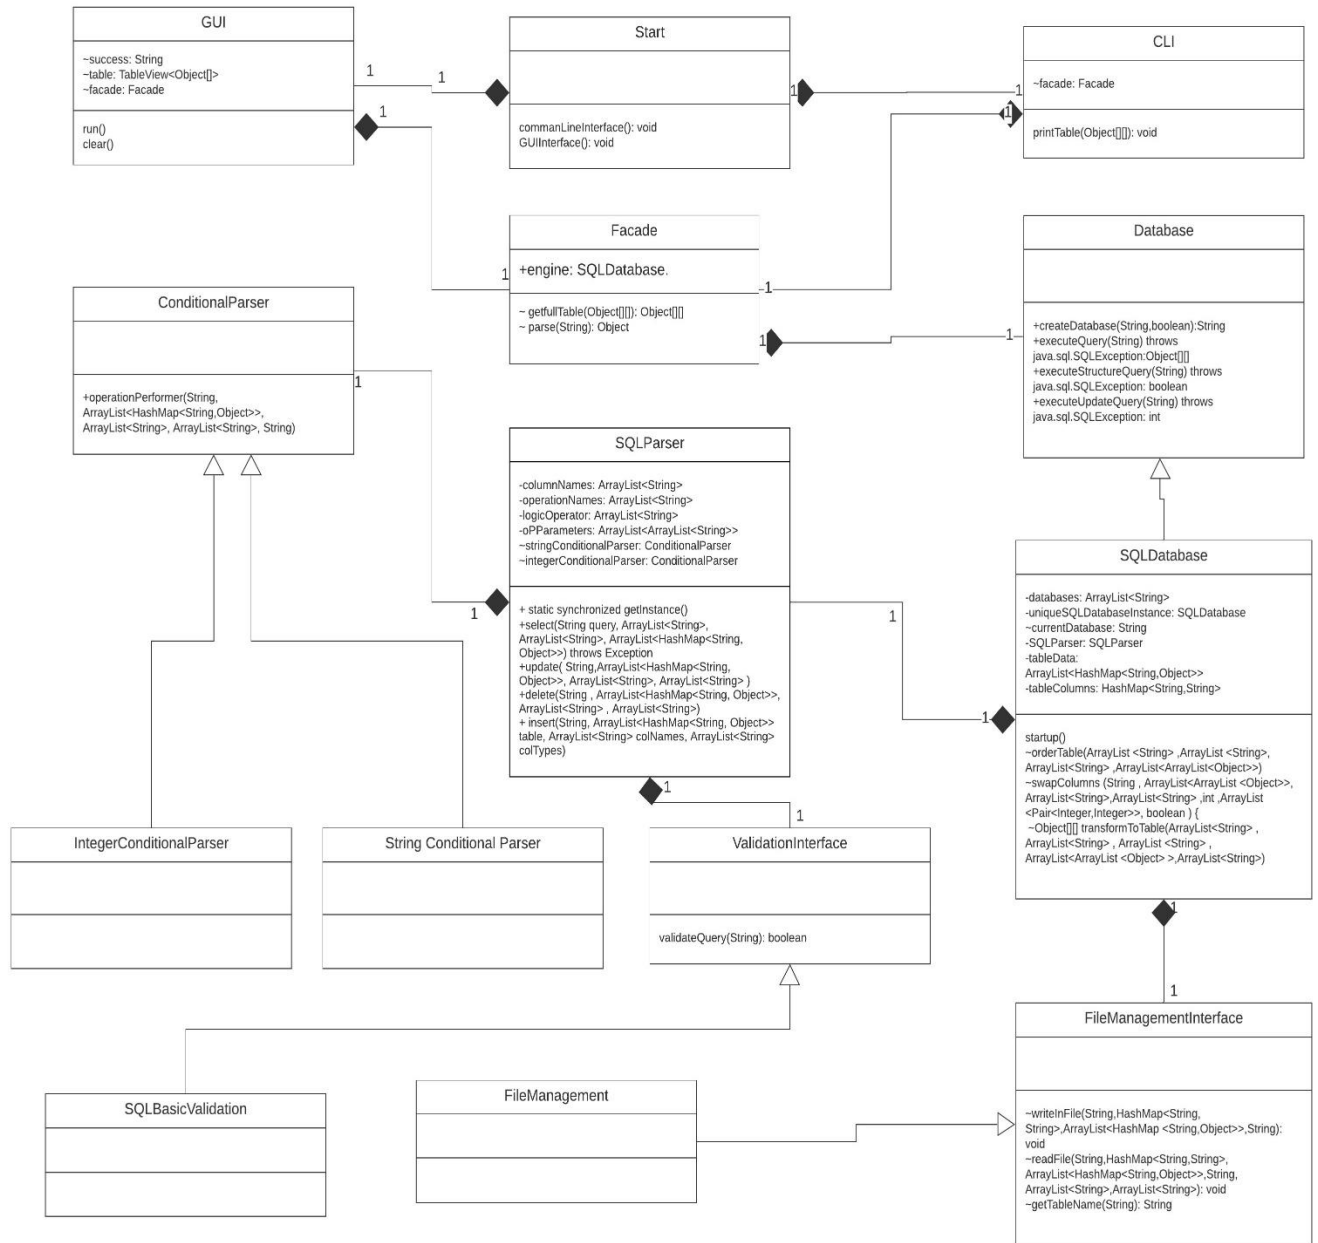 GUI
~success: String
~table: TableView<Object[]>
~facade: Facade
run()
clear()
1
1
1
Start
commanLineInterface(): void
GUIInterface(): void
1
1
1
CLI
~facade: Facade
printTable(Object[][]): void
Facade
+engine: SQLDatabase.
~ getfullTable(Object[][]): Object[][]
~ parse(String): Object
1
1
1
1
Database
+createDatabase(String,boolean):String
+executeQuery(String) throws
java.sql.SQLException:Object[][]
+executeStructureQuery(String) throws
java.sql.SQLException: boolean
+executeUpdateQuery(String) throws
java.sql.SQLException: int
ConditionalParser
+operationPerformer(String,
ArrayList<HashMap<String,Object>>,
ArrayList<String>, ArrayList<String>, String)
1
1
SQLParser
-columnNames: ArrayList<String>
-operationNames: ArrayList<String>
-logicOperator: ArrayList<String>
-oPParameters: ArrayList<ArrayList<String>>
~stringConditionalParser: ConditionalParser
~integerConditionalParser: ConditionalParser
+ static synchronized getInstance()
+select(String query, ArrayList<String>,
ArrayList<String>, ArrayList<HashMap<String,
Object>>) throws Exception
+update( String,ArrayList<HashMap<String,
Object>>, ArrayList<String>, ArrayList<String> )
+delete(String , ArrayList<HashMap<String, Object>>,
ArrayList<String> , ArrayList<String>)
+ insert(String, ArrayList<HashMap<String, Object>>
table, ArrayList<String> colNames, ArrayList<String>
colTypes)
1
1
1
1
SQLDatabase
-databases: ArrayList<String>
-uniqueSQLDatabaseInstance: SQLDatabase
~currentDatabase: String
-SQLParser: SQLParser
-tableData:
ArrayList<HashMap<String,Object>>
-tableColumns: HashMap<String,String>
startup()
~orderTable(ArrayList <String> ,ArrayList <String>,
ArrayList<String> ,ArrayList<ArrayList<Object>>)
~swapColumns (String , ArrayList<ArrayList <Object>>,
ArrayList<String>,ArrayList<String> ,int ,ArrayList
<Pair<Integer,Integer>>, boolean ) {
~Object[][] transformToTable(ArrayList<String> ,
ArrayList<String> , ArrayList <String> ,
ArrayList<ArrayList <Object> >,ArrayList<String>)
1
1
IntegerConditionalParser
String Conditional Parser
ValidationInterface
validateQuery(String): boolean
SQLBasicValidation
FileManagement
FileManagementInterface
~writeInFile(String,HashMap<String,
String>,ArrayList<HashMap <String,Object>>,String):
void
~readFile(String,HashMap<String,String>,
ArrayList<HashMap<String,Object>>,String,
ArrayList<String>,ArrayList<String>): void
~getTableName(String): String